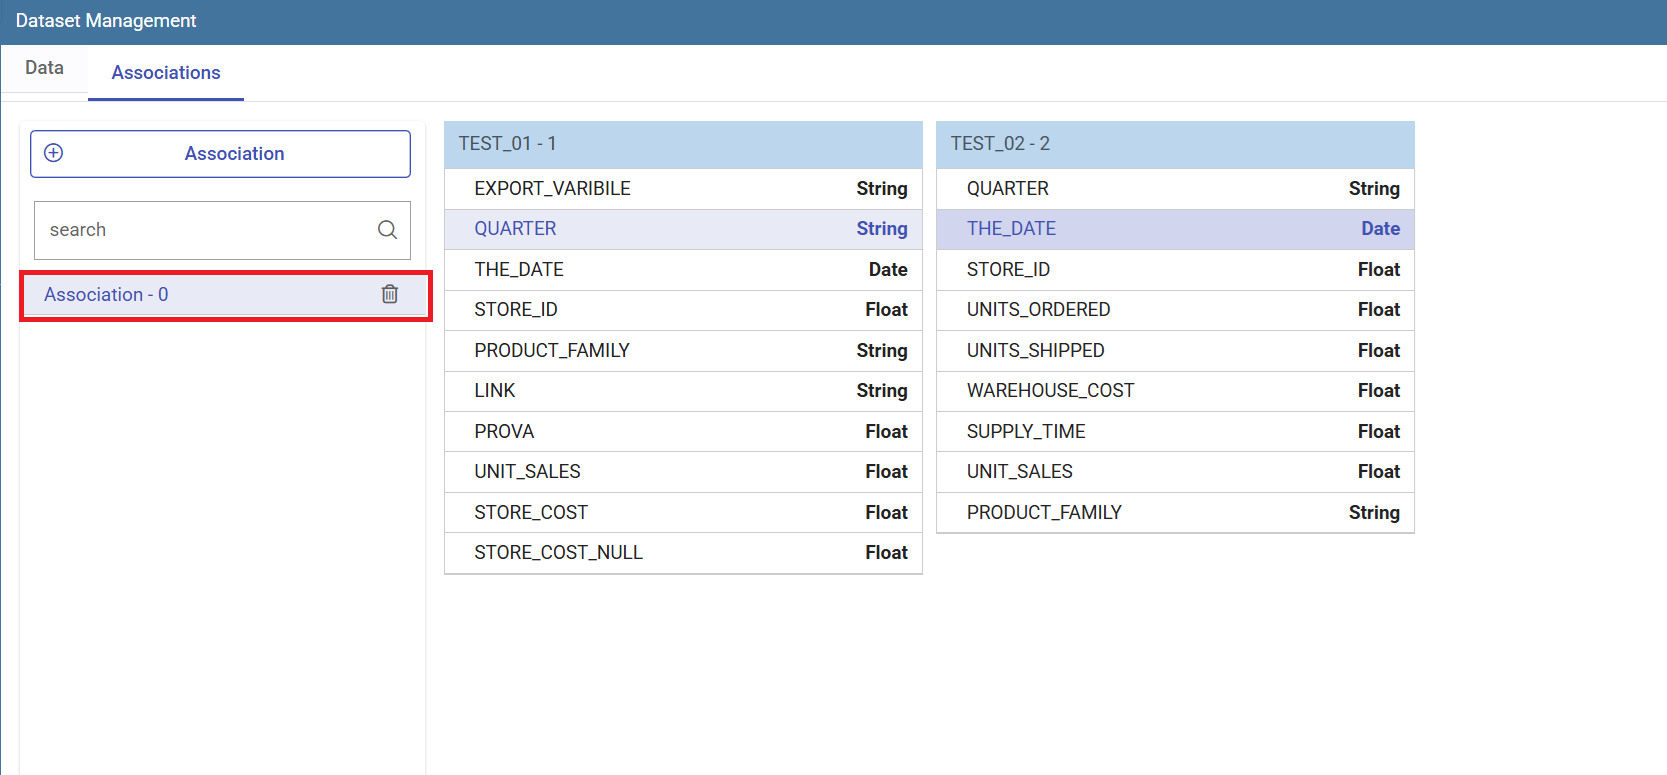 Dataset Management
Data
Associations
Association
search
Association - 0
TEST_01 - 1
EXPORT_VARIBILE String
QUARTER String
THE_DATE Date
STORE_ID Float
PRODUCT_FAMILY String
LINK String
PROVA Float
UNIT_SALES Float
STORE_COST Float
STORE_COST_NULL Float
TEST_02 - 2
QUARTER String
THE_DATE Date
STORE_ID Float
UNITS_ORDERED Float
UNITS_SHIPPED Float
WAREHOUSE_COST Float
SUPPLY_TIME Float
UNIT_SALES Float
PRODUCT_FAMILY String